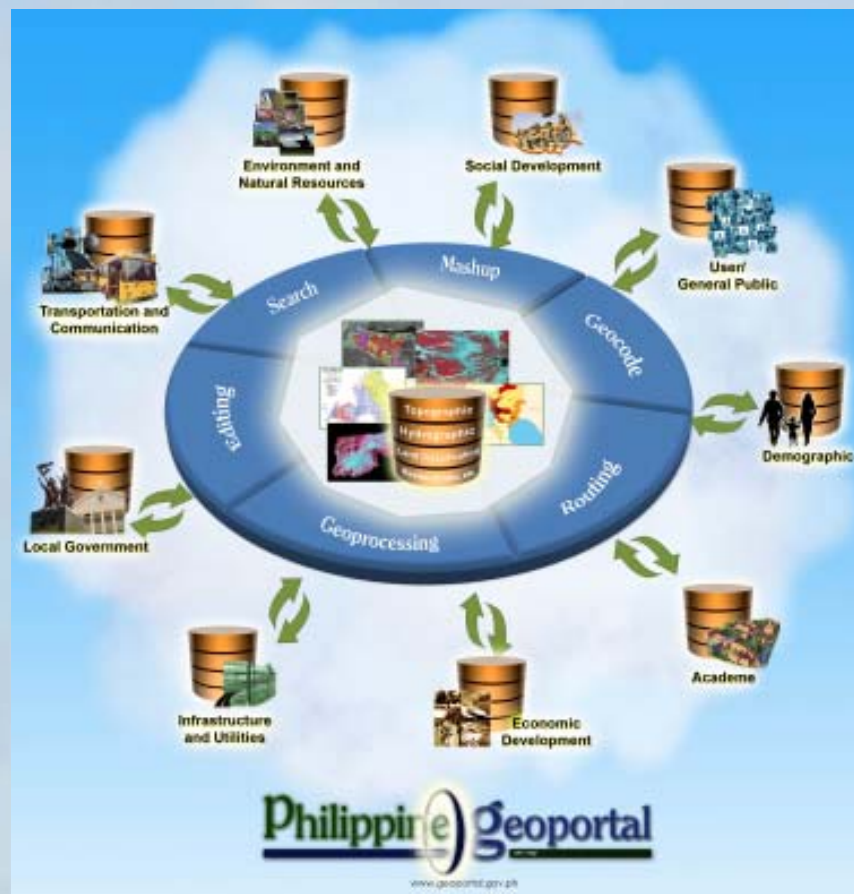 Environment and
Natural Resources
Social Development
User/
General Public
Transportation and
Communication
Search
Mashup
Geocode
Editing
Routing
Geoprocessing
Topographic
Hydrographic
Demographic
Local Government
Academe
Infrastructure
and Utilities
Economic
Development
Philippine geoportal
www.geoportal.gov.ph